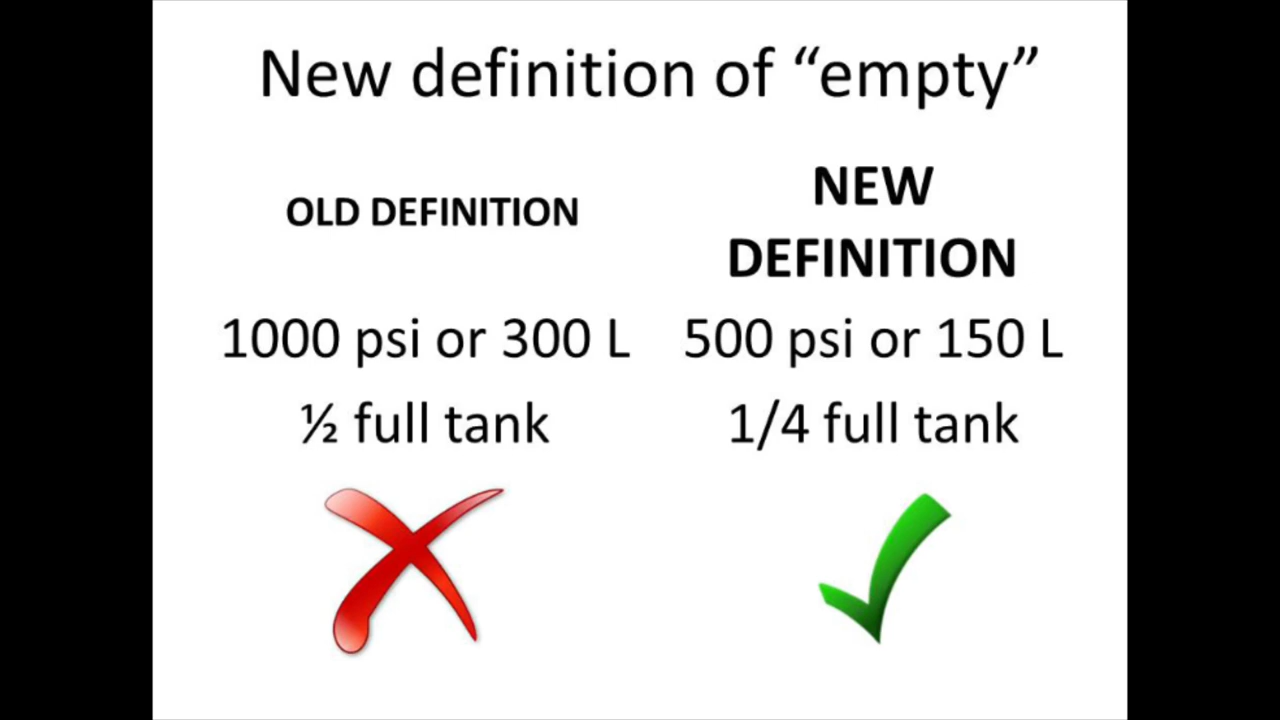 New definition of “empty”
OLD DEFINITION
NEW
DEFINITION
1000 psi or 300 L
500 psi or 150 L
½ full tank
1/4 full tank